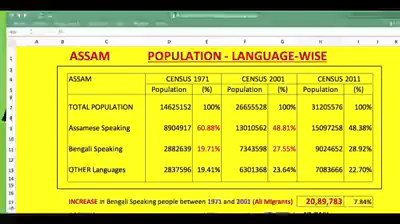 ASSAM POPULATION - LANGUAGE-WISE
ASSAM CENSUS 1971 CENSUS 2001 CENSUS 2011
Population (%) Population (%) Population (%)
TOTAL POPULATION 14625152 100% 26655528 100% 31205576 100%
Assamese Speaking 8904917 60.88% 13010562 48.81% 15097258 48.38%
Bengali Speaking 2882639 19.71% 7343598 27.55% 9024652 28.92%
OTHER Languages 2837596 19.41% 6301368 23.64% 7083666 22.70%
INCREASE in Bengali Speaking people between 1971 and 2001 (Ali Migrants) 20,89,783 7.84%